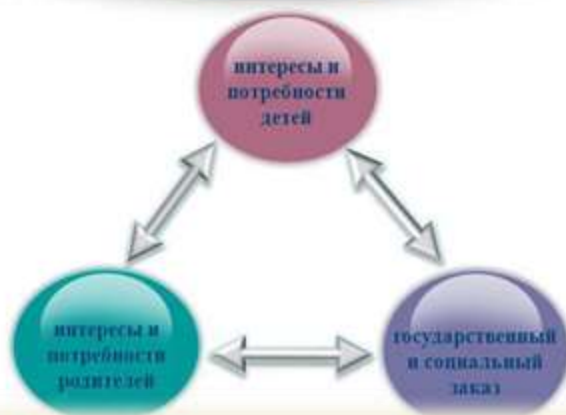 интересы и
потребности
детей
интересы и
потребности
родителей
государственный
и социальный
заказ